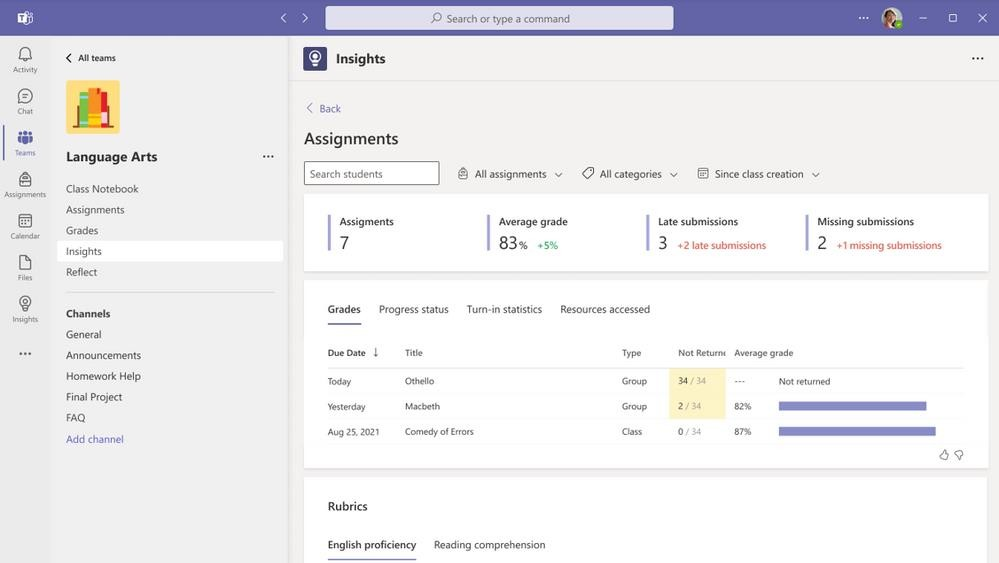 Search or type a command
Activity
Chat
Teams
Assignments
Calendar
Files
Insights
All teams
Language Arts
Class Notebook
Assignments
Grades
Insights
Reflect
Channels
General
Announcements
Homework Help
Final Project
FAQ
Add channel
Insights
Back
Assignments
Search students All assignments All categories Since class creation
Assigments Average grade Late submissions Missing submissions
7 83% +5% 3 +2 late submissions 2 +1 missing submissions
Grades Progress status Turn-in statistics Resources accessed
Due Date ↓ Title Type Not Returne Average grade
Today Othello Group 34 / 34 --- Not returned
Yesterday Macbeth Group 2 / 34 82%
Aug 25, 2021 Comedy of Errors Class 0 / 34 87%
Rubrics
English proficiency Reading comprehension